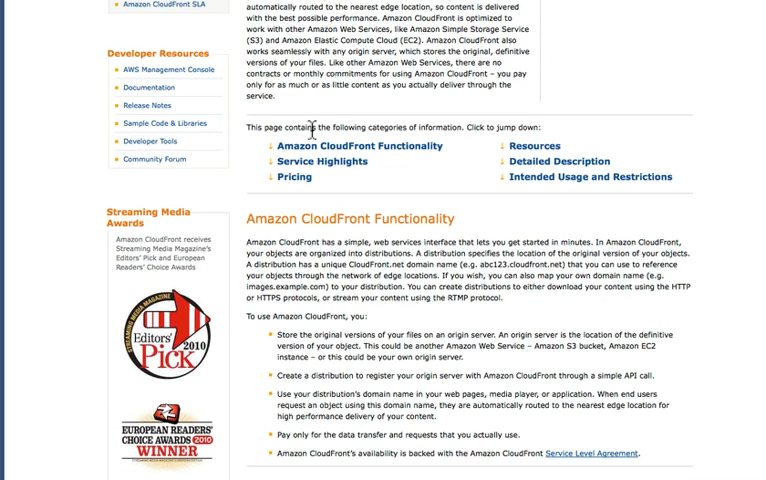 Amazon CloudFront SLA
Developer Resources
AWS Management Console
Documentation
Release Notes
Sample Code & Libraries
Developer Tools
Community Forum
Streaming Media
Awards
Amazon CloudFront receives
Streaming Media Magazine's
Editors' Pick and European
Readers' Choice Awards
STREAMING MEDIA MAGAZINE
Editors'
Pick
2010
EUROPEAN READERS'
CHOICE AWARDS 2010
WINNER
automatically routed to the nearest edge location, so content is delivered
with the best possible performance. Amazon CloudFront is optimized to
work with other Amazon Web Services, like Amazon Simple Storage Service
(S3) and Amazon Elastic Compute Cloud (EC2). Amazon CloudFront also
works seamlessly with any origin server, which stores the original, definitive
versions of your files. Like other Amazon Web Services, there are no
contracts or monthly commitments for using Amazon CloudFront – you pay
only for as much or as little content as you actually deliver through the
service.
This page contains the following categories of information. Click to jump down:
↓ Amazon CloudFront Functionality
↓ Service Highlights
↓ Pricing
↓ Resources
↓ Detailed Description
↓ Intended Usage and Restrictions
Amazon CloudFront Functionality
Amazon CloudFront has a simple, web services interface that lets you get started in minutes. In Amazon CloudFront,
your objects are organized into distributions. A distribution specifies the location of the original version of your objects.
A distribution has a unique CloudFront.net domain name (e.g. abc123.cloudfront.net) that you can use to reference
your objects through the network of edge locations. If you wish, you can also map your own domain name (e.g.
images.example.com) to your distribution. You can create distributions to either download your content using the HTTP
or HTTPS protocols, or stream your content using the RTMP protocol.
To use Amazon CloudFront, you:
Store the original versions of your files on an origin server. An origin server is the location of the definitive
version of your object. This could be another Amazon Web Service – Amazon S3 bucket, Amazon EC2
instance – or this could be your own origin server.
Create a distribution to register your origin server with Amazon CloudFront through a simple API call.
Use your distribution's domain name in your web pages, media player, or application. When end users
request an object using this domain name, they are automatically routed to the nearest edge location for
high performance delivery of your content.
Pay only for the data transfer and requests that you actually use.
Amazon CloudFront's availability is backed with the Amazon CloudFront Service Level Agreement.